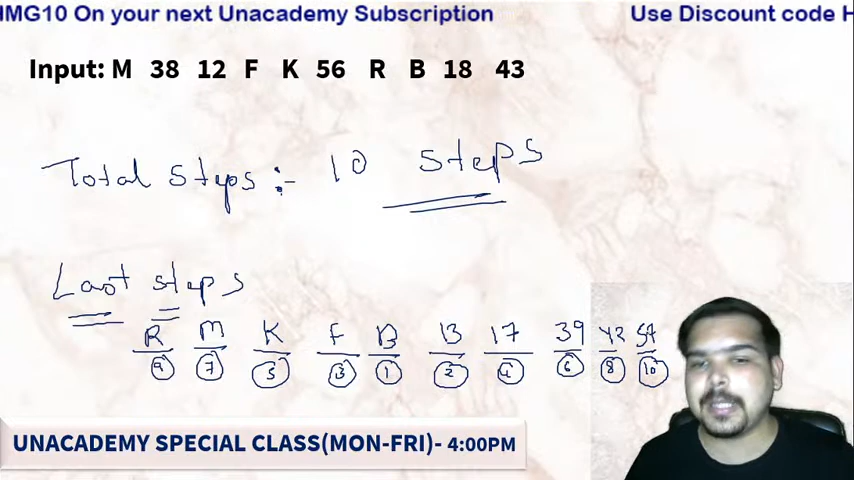 IMG10 On your next Unacademy Subscription Use Discount code H
Input: M 38 12 F K 56 R B 18 43
Total Steps :- 10 steps
Last steps
R M K F B 13 17 39 42 57
9 7 5 3 1 2 4 6 8 10
UNACADEMY SPECIAL CLASS(MON-FRI)- 4:00PM